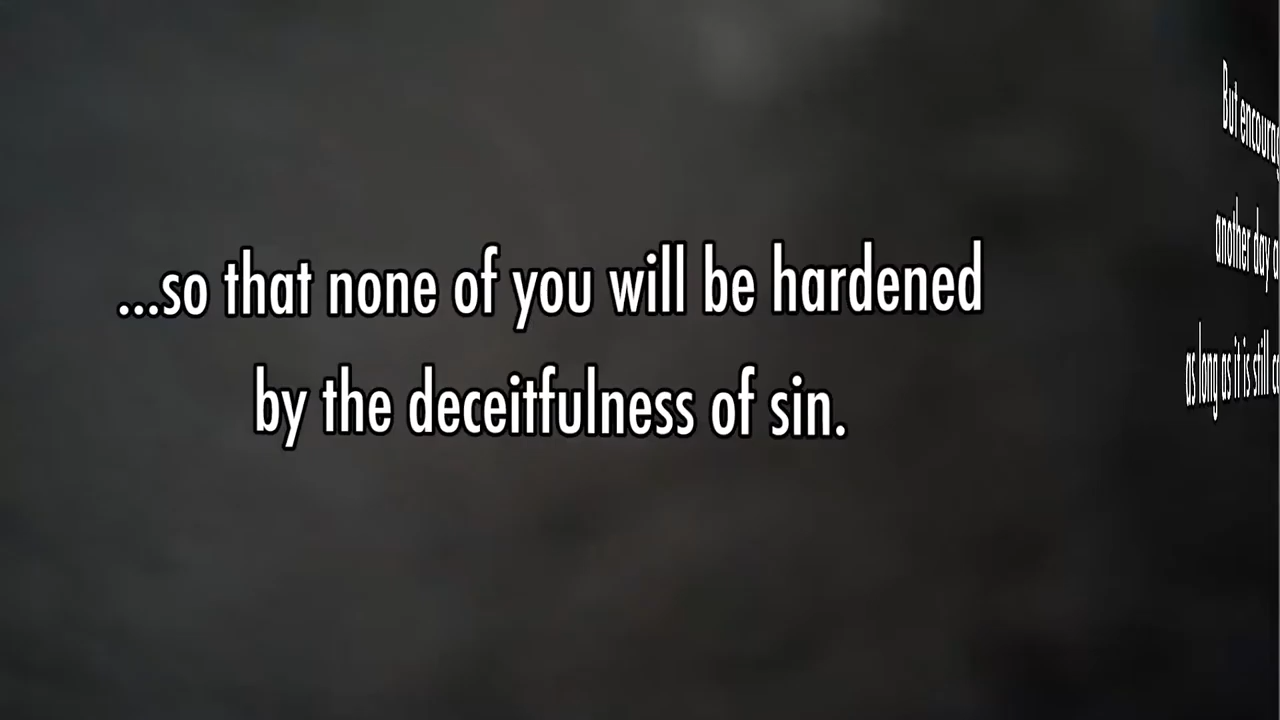 ...so that none of you will be hardened
by the deceitfulness of sin.
But encourag
another day
as long as it is still